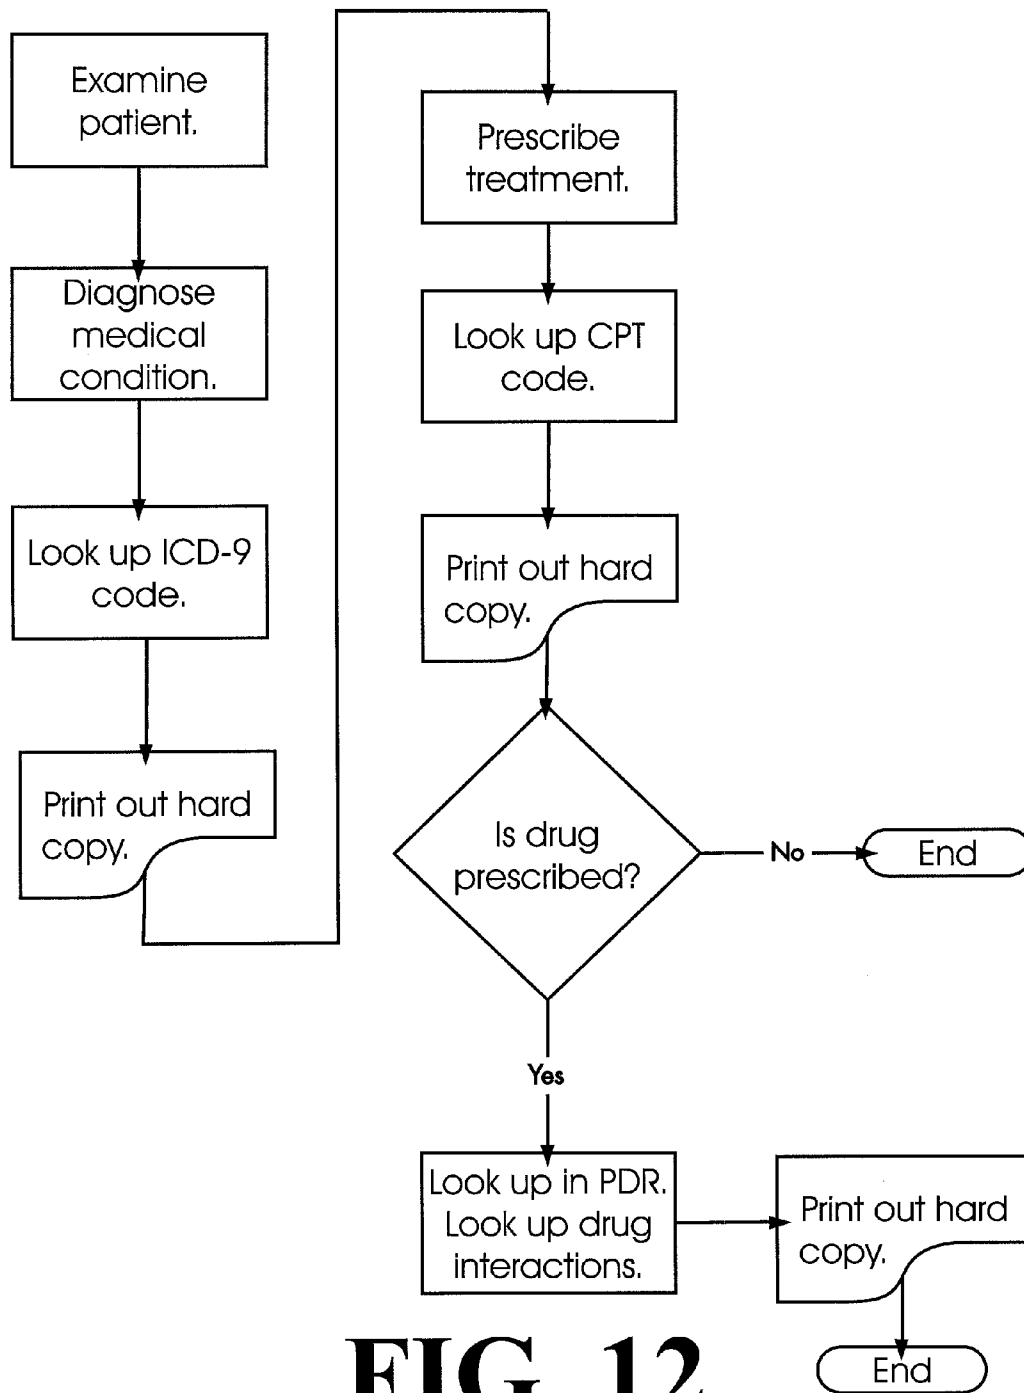 Examine
patient.
Diagnose
medical
condition.
Look up ICD-9
code.
Print out hard
copy.
Prescribe
treatment.
Look up CPT
code.
Print out hard
copy.
Is drug
prescribed?
No
End
Yes
Look up in PDR.
Look up drug
interactions.
Print out hard
copy.
End
FIG. 12